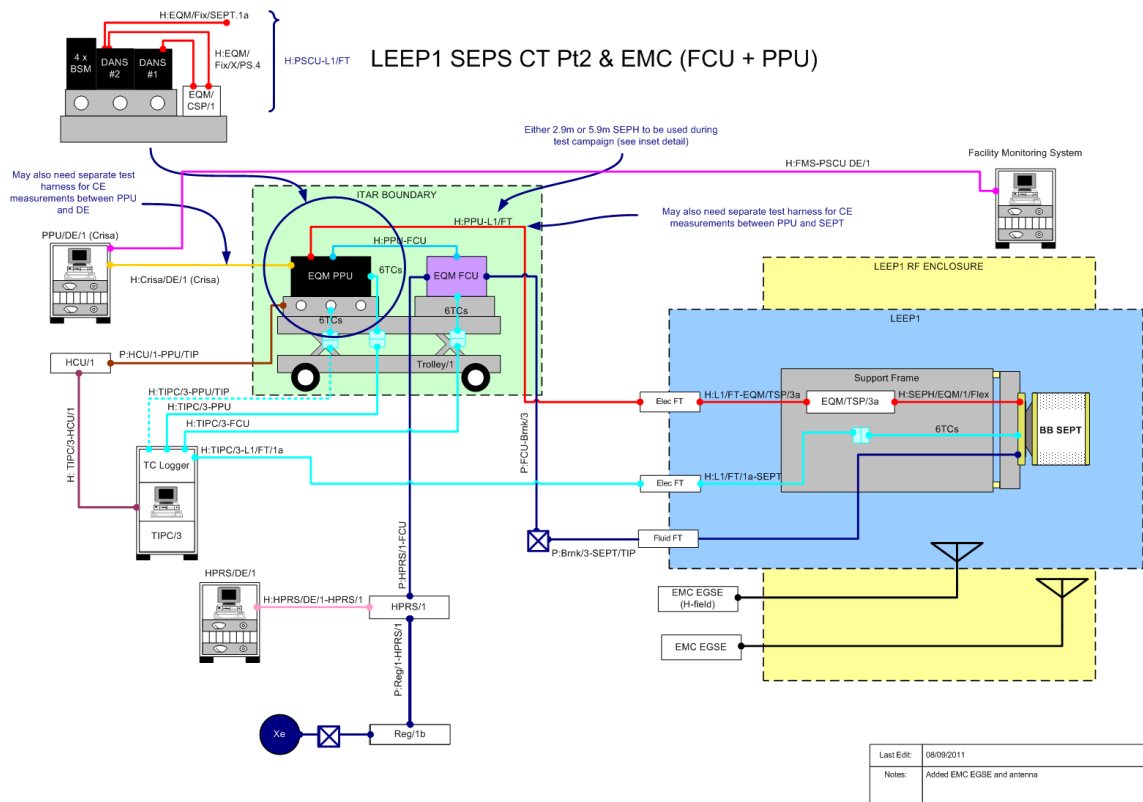 H:EQM/Fix/SEPT.1a
4 x
BSM
DANS
#2
DANS
#1
H:EQM/
Fix/X/PS.4
EQM/
CSP/1
H:PSCU-L1/FT
LEEP1 SEPS CT Pt2 & EMC (FCU + PPU)
Either 2.9m or 5.9m SEPH to be used during
test campaign (see inset detail)
Facility Monitoring System
H:FMS-PSCU DE/1
May also need separate test
harness for CE
measurements between PPU
and DE
ITAR BOUNDARY
H:PPU-L1/FT
May also need separate test harness for CE
measurements between PPU and SEPT
PPU/DE/1 (Crisa)
H:Crisa/DE/1 (Crisa)
H:PPU-FCU
6TCs
EQM PPU
EQM FCU
6TCs
6TCs
Trolley/1
LEEP1 RF ENCLOSURE
LEEP1
HCU/1
P:HCU/1-PPU/TIP
H:TIPC/3-PPU/TIP
H:TIPC/3-PPU
H:TIPC/3-FCU
H: TIPC/3-HCU/1
TC Logger
TIPC/3
H:TIPC/3-L1/FT/1a
P:FCU-Brnk/3
Support Frame
Elec FT
H:L1/FT-EQM/TSP/3a
EQM/TSP/3a
H:SEPH/EQM/1/Flex
BB SEPT
6TCs
Elec FT
H:L1/FT/1a-SEPT
Fluid FT
P:Brnk/3-SEPT/TIP
P:HPRS/1-FCU
HPRS/DE/1
H:HPRS/DE/1-HPRS/1
HPRS/1
P:Reg/1-HPRS/1
EMC EGSE
(H-field)
EMC EGSE
Xe
Reg/1b
Last Edit:
08/09/2011
Notes:
Added EMC EGSE and antenna